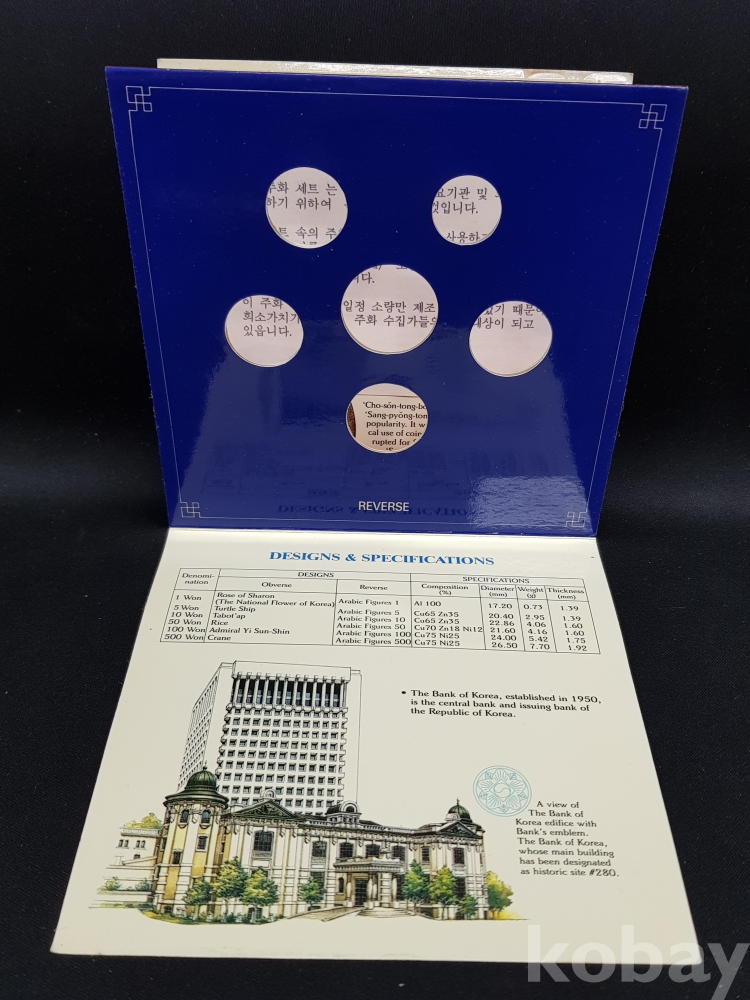 주화 세트 는
하기 위하여
트 속의 주
요기관 및
것입니다.
사용하
이 주화
희소가치가
있읍니다.
다.
일정 소량만 제조
주화 수집가들
있기 때문
대상이 되고
'Cho-sŏn-tong-bo
'Sang-pyŏng-ton
popularity. It w
cal use of coin
rupted for
REVERSE
DESIGNS & SPECIFICATIONS
Denomi-nation DESIGNS SPECIFICATIONS
Obverse Reverse Composition (%) Diameter (mm) Weight (g) Thickness (mm)
1 Won Rose of Sharon (The National Flower of Korea) Arabic Figures 1 Al 100 17.20 0.73 1.39
5 Won Turtle Ship Arabic Figures 5 Cu65 Zn35 20.40 2.95 1.39
10 Won Tabot'ap Arabic Figures 10 Cu65 Zn35 22.86 4.06 1.60
50 Won Rice Arabic Figures 50 Cu70 Zn18 Ni12 21.60 4.16 1.60
100 Won Admiral Yi Sun-Shin Arabic Figures 100 Cu75 Ni25 24.00 5.42 1.75
500 Won Crane Arabic Figures 500 Cu75 Ni25 26.50 7.70 1.92
• The Bank of Korea, established in 1950,
is the central bank and issuing bank of
the Republic of Korea.
A view of
The Bank of
Korea edifice with
Bank's emblem.
The Bank of Korea,
whose main building
has been designated
as historic site #280.
kobay